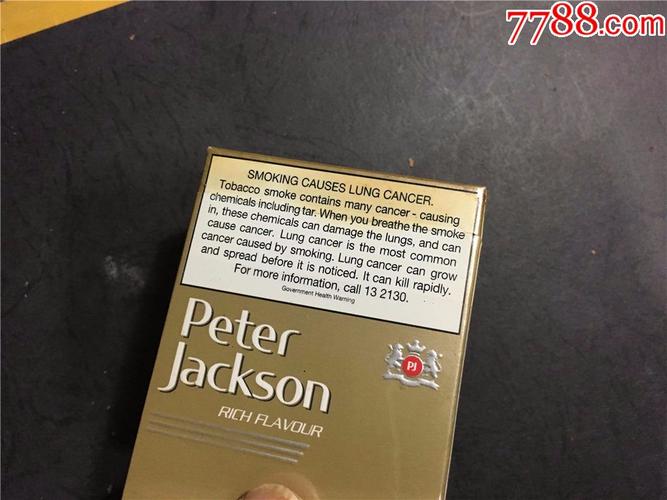 7788.com
SMOKING CAUSES LUNG CANCER.
Tobacco smoke contains many cancer - causing
chemicals including tar. When you breathe the smoke
in, these chemicals can damage the lungs, and can
cause cancer. Lung cancer is the most common
cancer caused by smoking. Lung cancer can grow
and spread before it is noticed. It can kill rapidly.
For more information, call 13 2130.
Government Health Warning
Peter
Jackson
PJ
RICH FLAVOUR